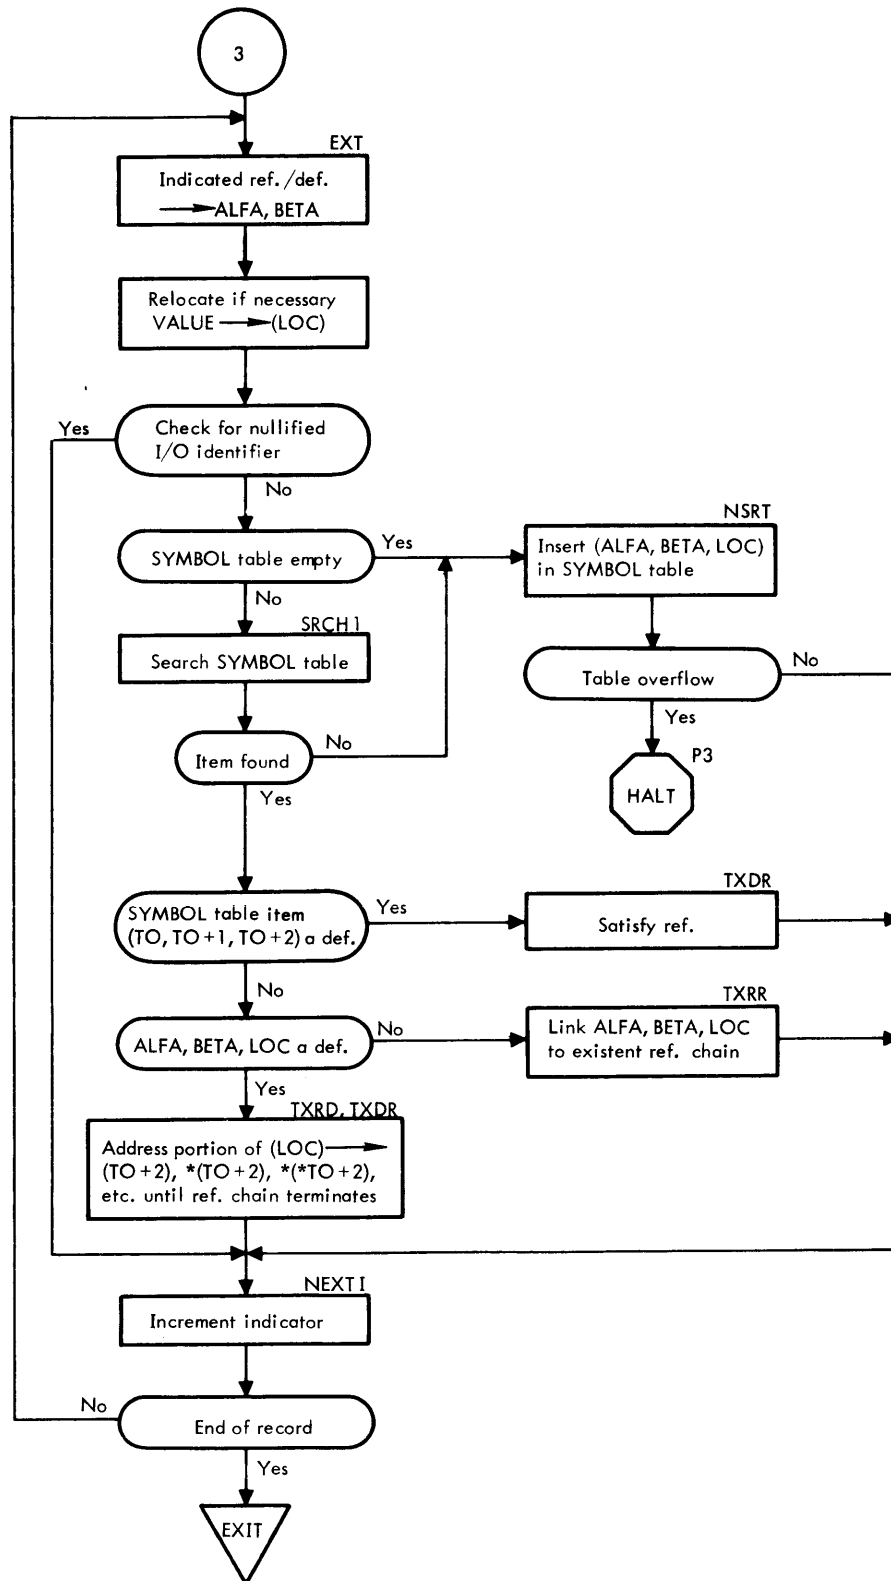 3
EXT
Indicated ref./def.
→ALFA, BETA
Relocate if necessary
VALUE → (LOC)
Yes
Check for nullified
I/O identifier
No
SYMBOL table empty
Yes
NSRT
Insert (ALFA, BETA, LOC)
in SYMBOL table
No
SRCH1
Search SYMBOL table
Table overflow
No
Yes
Item found
No
P3
HALT
Yes
SYMBOL table item
(TO, TO+1, TO+2) a def.
Yes
TXDR
Satisfy ref.
No
TXRR
ALFA, BETA, LOC a def.
No
Link ALFA, BETA, LOC
to existent ref. chain
Yes
TXRD, TXDR
Address portion of (LOC) →
(TO+2), *(TO+2), *(*TO+2),
etc. until ref. chain terminates
NEXTI
Increment indicator
No
End of record
Yes
EXIT